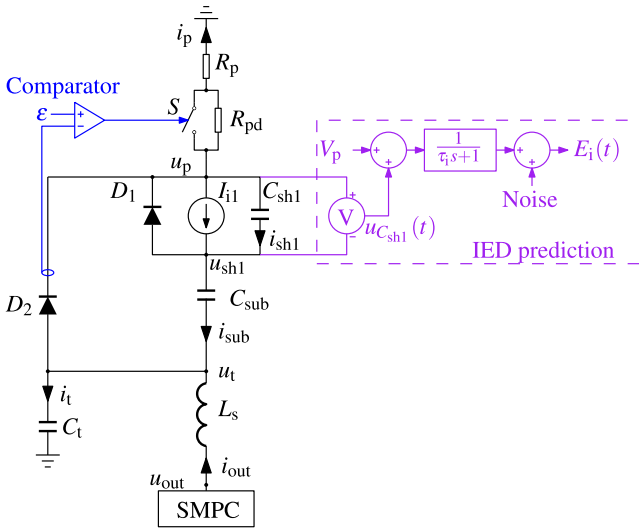 i_p
R_p
Comparator
ε
+
−
S
R_pd
u_p
D_1
I_i1
C_sh1
i_sh1
u_sh1
V_p
+
+
1/(τ_i s+1)
+
+
E_i(t)
Noise
+
V
−
u_Csh1(t)
IED prediction
C_sub
D_2
i_sub
u_t
i_t
L_s
C_t
i_out
u_out
SMPC